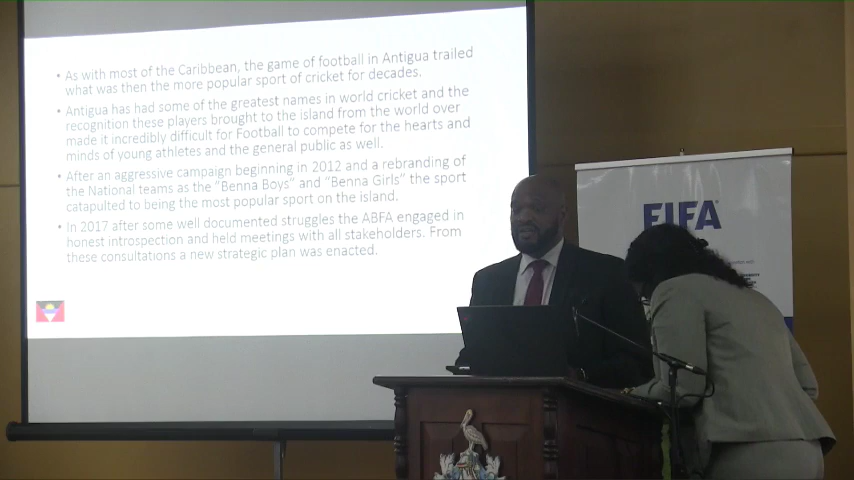 • As with most of the Caribbean, the game of football in Antigua trailed
what was then the more popular sport of cricket for decades.
• Antigua has had some of the greatest names in world cricket and the
recognition these players brought to the island from the world over
made it incredibly difficult for Football to compete for the hearts and
minds of young athletes and the general public as well.
• After an aggressive campaign beginning in 2012 and a rebranding of
the National teams as the "Benna Boys" and "Benna Girls" the sport
catapulted to being the most popular sport on the island.
• In 2017 after some well documented struggles the ABFA engaged in
honest introspection and held meetings with all stakeholders. From
these consultations a new strategic plan was enacted.
FIFA